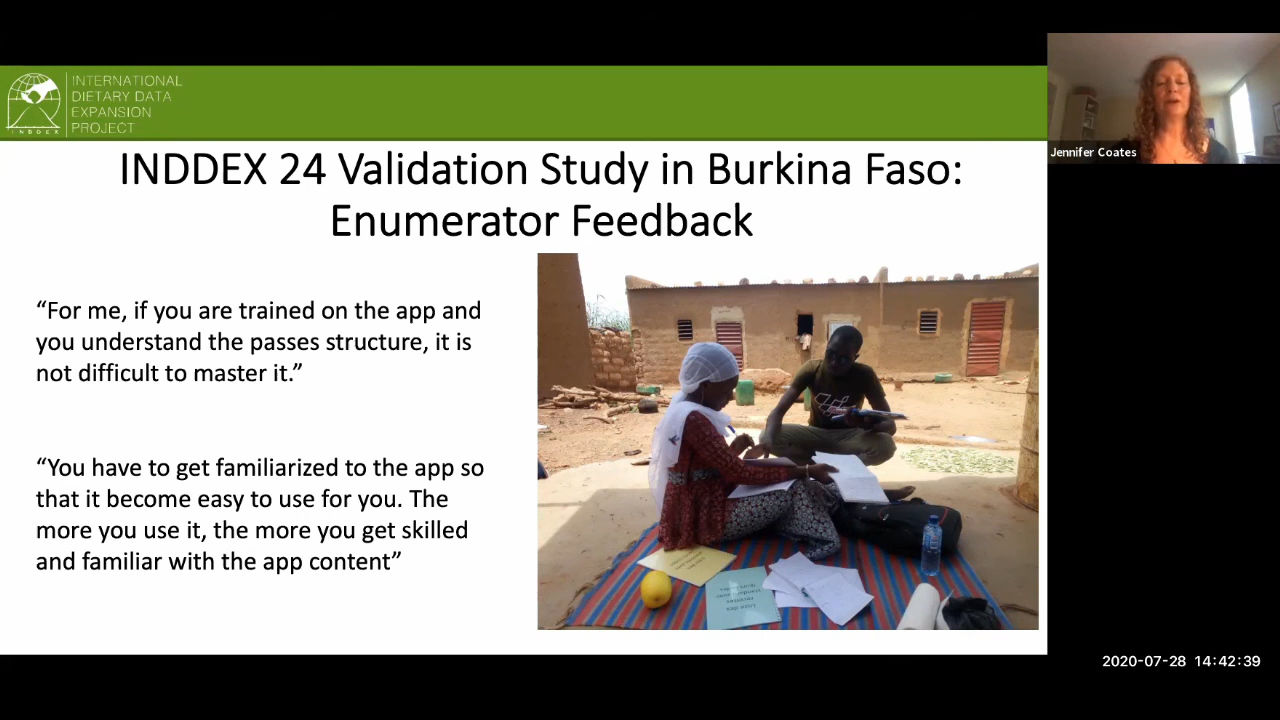 INTERNATIONAL
DIETARY DATA
EXPANSION
PROJECT
INDDEX
INDDEX 24 Validation Study in Burkina Faso:
Enumerator Feedback
“For me, if you are trained on the app and
you understand the passes structure, it is
not difficult to master it.”
“You have to get familiarized to the app so
that it become easy to use for you. The
more you use it, the more you get skilled
and familiar with the app content”
Jennifer Coates
2020-07-28 14:42:39